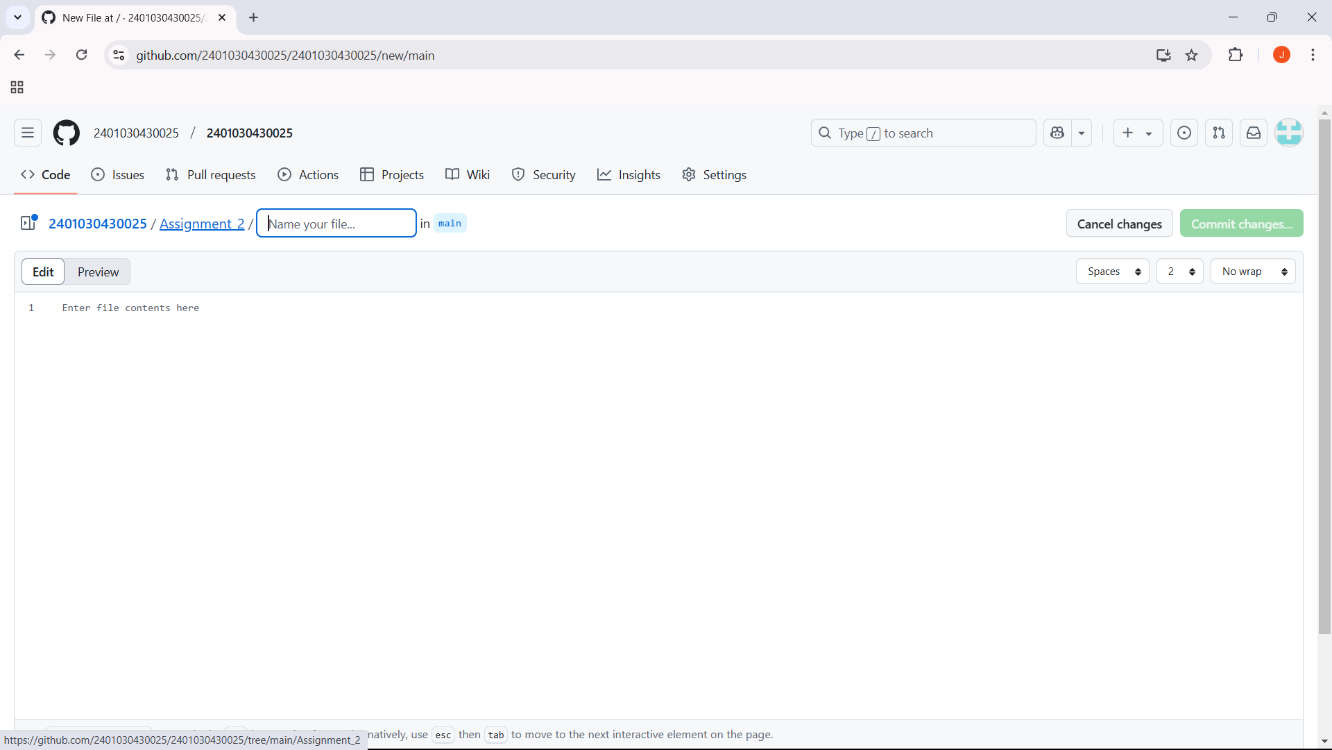 New File at / · 2401030430025/
github.com/2401030430025/2401030430025/new/main
J
2401030430025 / 2401030430025
Type / to search
<> Code
Issues
Pull requests
Actions
Projects
Wiki
Security
Insights
Settings
2401030430025 / Assignment_2 / Name your file... in main
Cancel changes
Commit changes...
Edit
Preview
Spaces
2
No wrap
1 Enter file contents here
natively, use esc then tab to move to the next interactive element on the page.
https://github.com/2401030430025/2401030430025/tree/main/Assignment_2